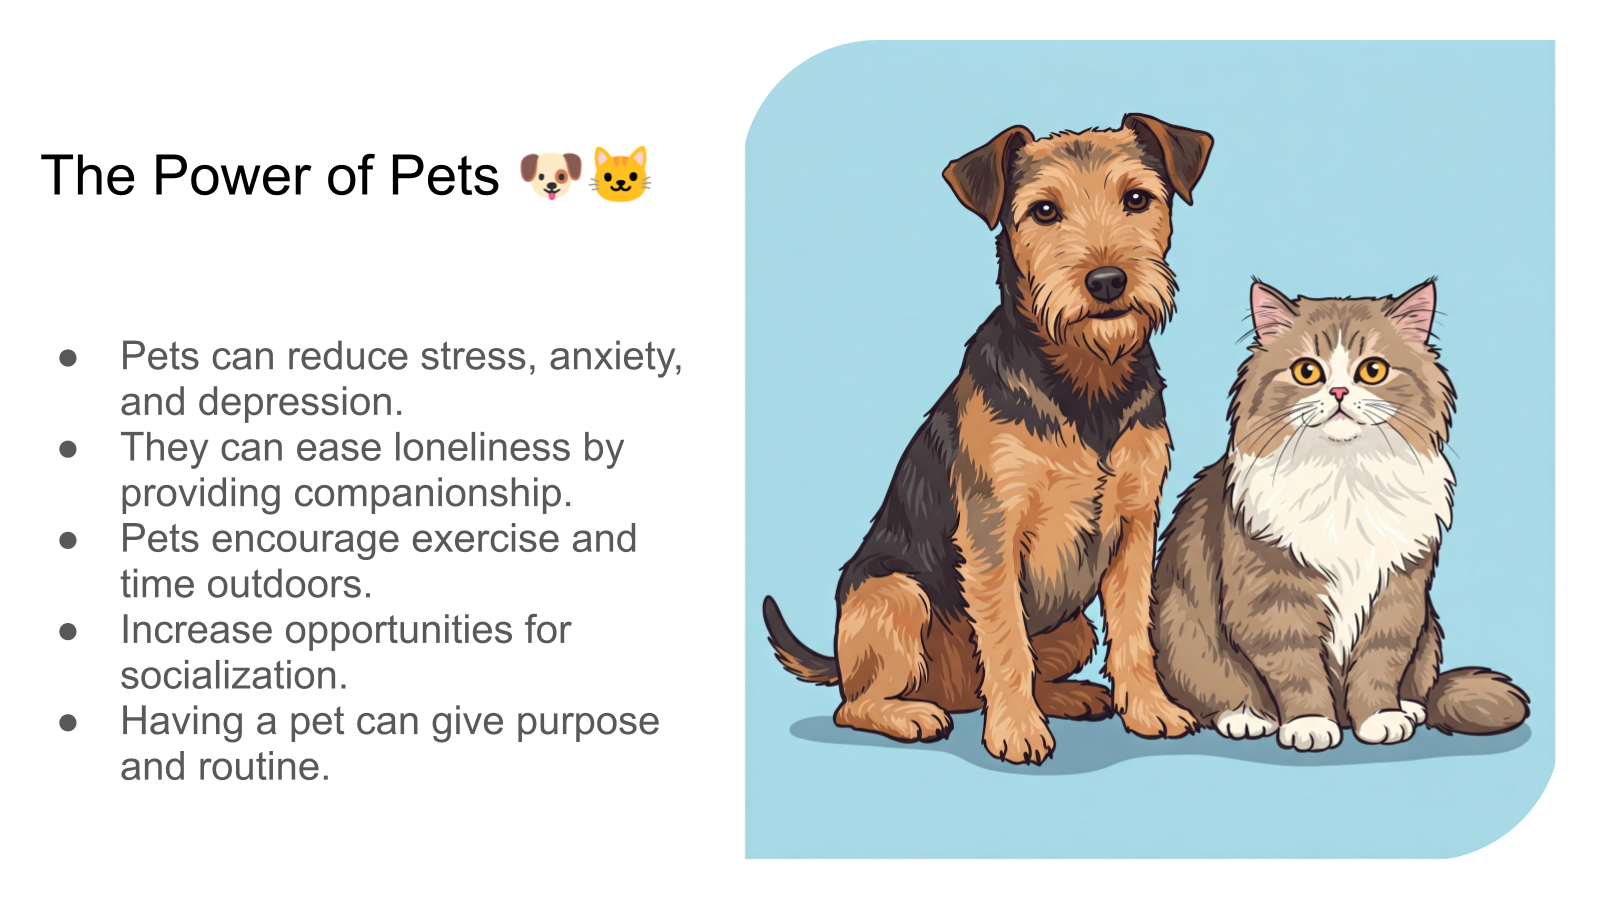 The Power of Pets 🐶🐱
● Pets can reduce stress, anxiety,
and depression.
● They can ease loneliness by
providing companionship.
● Pets encourage exercise and
time outdoors.
● Increase opportunities for
socialization.
● Having a pet can give purpose
and routine.